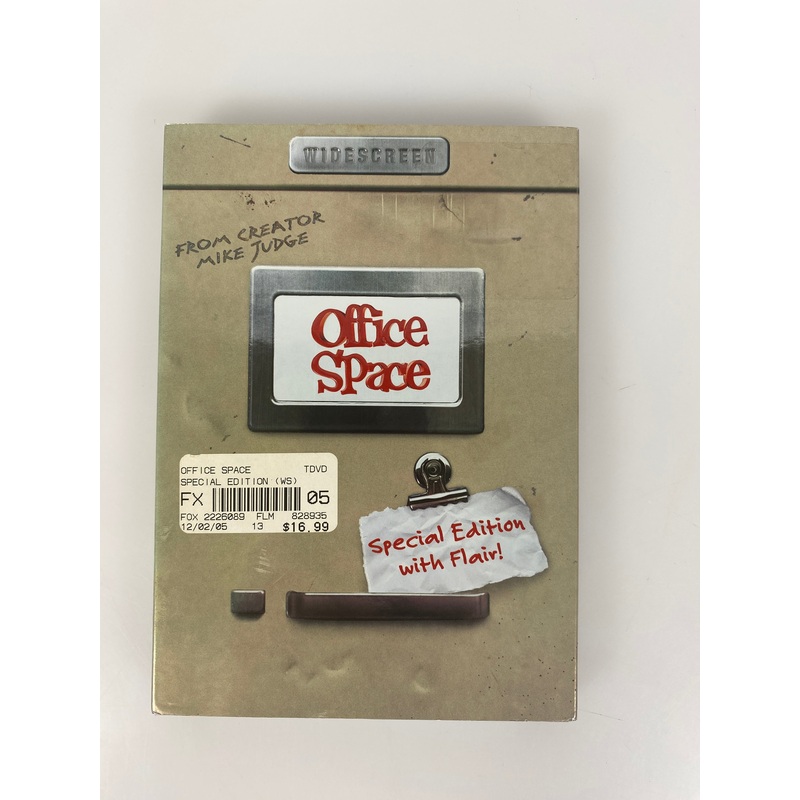 WIDESCREEN
FROM CREATOR
MIKE JUDGE
Office
Space
OFFICE SPACE TDVD
SPECIAL EDITION (WS)
FX 05
FOX 2226089 FLM 828935
12/02/05 13 $16.99
Special Edition
with Flair!